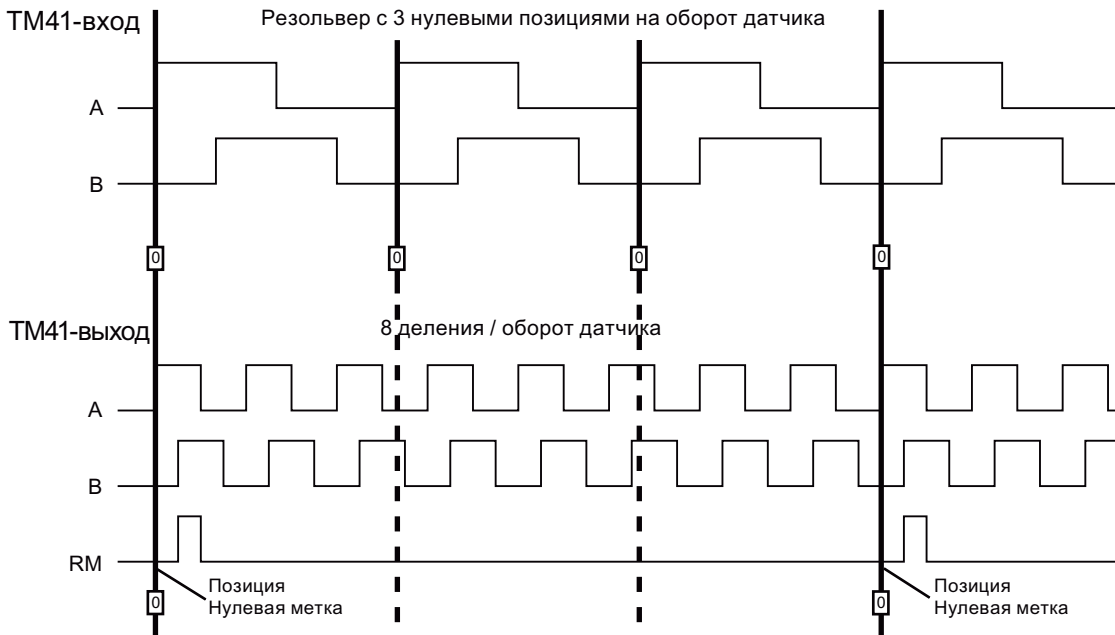 TM41-вход
Резольвер с 3 нулевыми позициями на оборот датчика
A
B
0 0 0 0
TM41-выход
8 деления / оборот датчика
A
B
RM
Позиция
Нулевая метка
Позиция
Нулевая метка
0 0